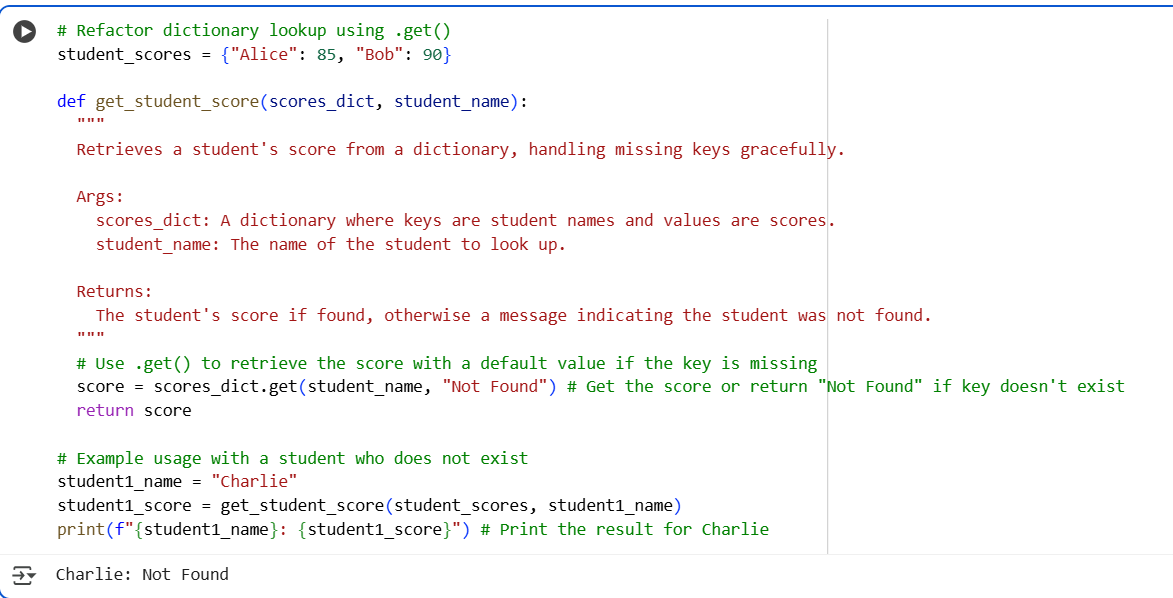 # Refactor dictionary lookup using .get()
student_scores = {"Alice": 85, "Bob": 90}
def get_student_score(scores_dict, student_name):
"""
Retrieves a student's score from a dictionary, handling missing keys gracefully.
Args:
scores_dict: A dictionary where keys are student names and values are scores.
student_name: The name of the student to look up.
Returns:
The student's score if found, otherwise a message indicating the student was not found.
"""
# Use .get() to retrieve the score with a default value if the key is missing
score = scores_dict.get(student_name, "Not Found") # Get the score or return "Not Found" if key doesn't exist
return score
# Example usage with a student who does not exist
student1_name = "Charlie"
student1_score = get_student_score(student_scores, student1_name)
print(f"{student1_name}: {student1_score}") # Print the result for Charlie
Charlie: Not Found